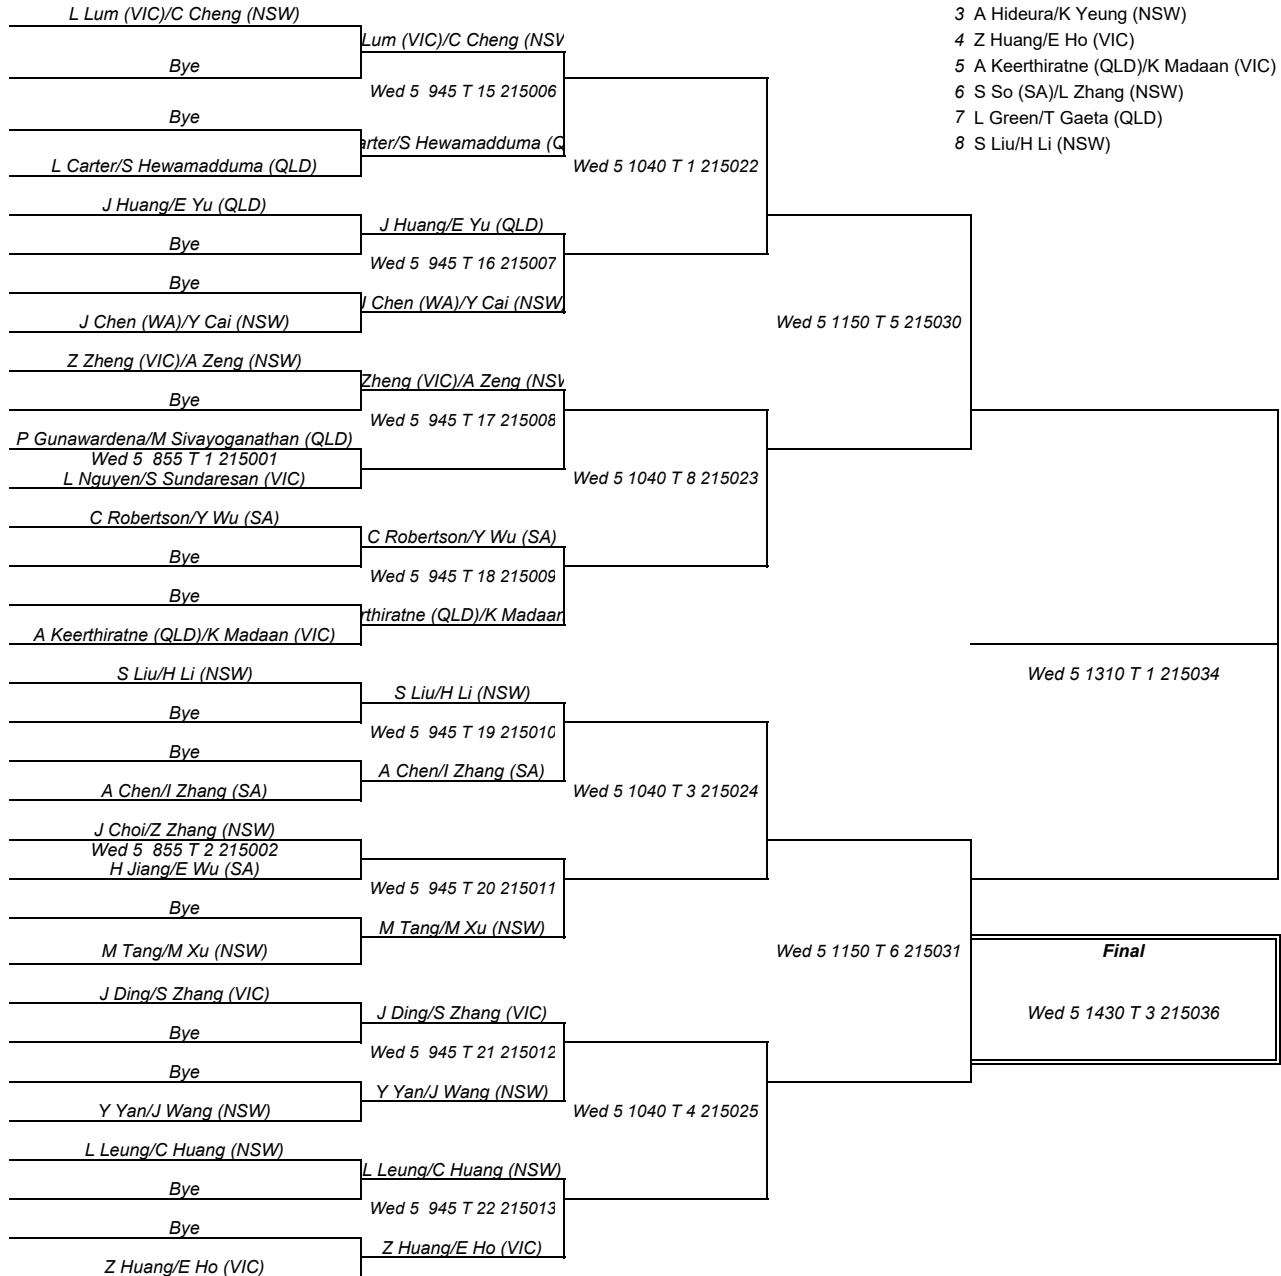 L Lum (VIC)/C Cheng (NSW)
Bye
Bye
L Carter/S Hewamadduma (QLD)
J Huang/E Yu (QLD)
Bye
Bye
J Chen (WA)/Y Cai (NSW)
Z Zheng (VIC)/A Zeng (NSW)
Bye
P Gunawardena/M Sivayoganathan (QLD)
Wed 5 855 T 1 215001
L Nguyen/S Sundaresan (VIC)
C Robertson/Y Wu (SA)
Bye
Bye
A Keerthiratne (QLD)/K Madaan (VIC)
S Liu/H Li (NSW)
Bye
Bye
A Chen/I Zhang (SA)
J Choi/Z Zhang (NSW)
Wed 5 855 T 2 215002
H Jiang/E Wu (SA)
Bye
M Tang/M Xu (NSW)
J Ding/S Zhang (VIC)
Bye
Bye
Y Yan/J Wang (NSW)
L Leung/C Huang (NSW)
Bye
Bye
Z Huang/E Ho (VIC)
Lum (VIC)/C Cheng (NSW
Wed 5 945 T 15 215006
arter/S Hewamadduma (Q
J Huang/E Yu (QLD)
Wed 5 945 T 16 215007
J Chen (WA)/Y Cai (NSW)
Zheng (VIC)/A Zeng (NSW
Wed 5 945 T 17 215008
C Robertson/Y Wu (SA)
Wed 5 945 T 18 215009
rthiratne (QLD)/K Madaan
S Liu/H Li (NSW)
Wed 5 945 T 19 215010
A Chen/I Zhang (SA)
Wed 5 945 T 20 215011
M Tang/M Xu (NSW)
J Ding/S Zhang (VIC)
Wed 5 945 T 21 215012
Y Yan/J Wang (NSW)
L Leung/C Huang (NSW)
Wed 5 945 T 22 215013
Z Huang/E Ho (VIC)
Wed 5 1040 T 1 215022
Wed 5 1040 T 8 215023
Wed 5 1040 T 3 215024
Wed 5 1040 T 4 215025
Wed 5 1150 T 5 215030
Wed 5 1150 T 6 215031
3 A Hideura/K Yeung (NSW)
4 Z Huang/E Ho (VIC)
5 A Keerthiratne (QLD)/K Madaan (VIC)
6 S So (SA)/L Zhang (NSW)
7 L Green/T Gaeta (QLD)
8 S Liu/H Li (NSW)
Wed 5 1310 T 1 215034
Final
Wed 5 1430 T 3 215036